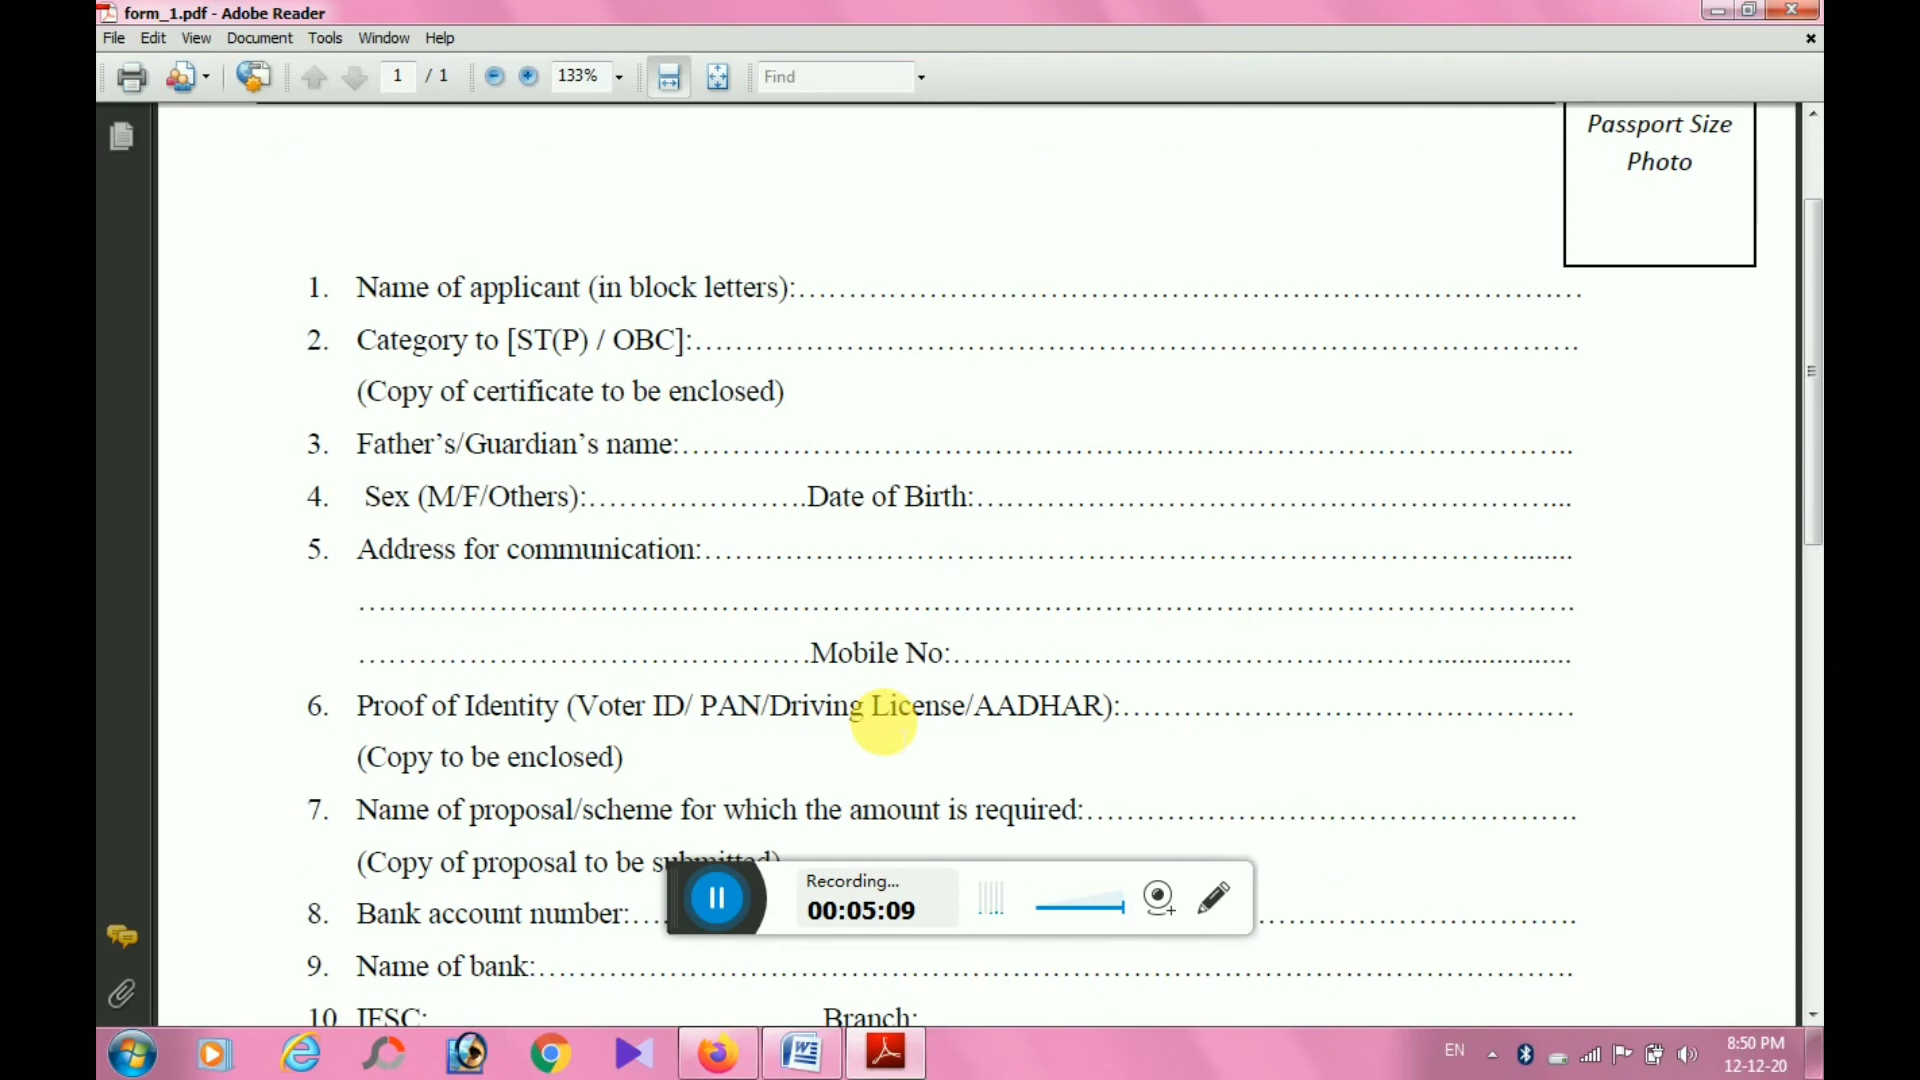 form_1.pdf - Adobe Reader
File Edit View Document Tools Window Help
1 / 1 133% Find
Passport Size
Photo
1. Name of applicant (in block letters):……………………………………………………………………
2. Category to [ST(P) / OBC]:…………………………………………………………………………….
(Copy of certificate to be enclosed)
3. Father’s/Guardian’s name:……………………………………………………………………………..
4. Sex (M/F/Others):………………….Date of Birth:…………………………………………………...
5. Address for communication:……………………………………………………………………….......
………………………………………………………………………………………………………….
……………………………………….Mobile No:…………………………………………..................
6. Proof of Identity (Voter ID/ PAN/Driving License/AADHAR):………………………………………
(Copy to be enclosed)
7. Name of proposal/scheme for which the amount is required:………………………………………….
(Copy of proposal to be submitted)
Recording...
00:05:09
8. Bank account number:…………………………….
9. Name of bank:………………………………………………………………………………………….
10 IFSC: Branch:
EN
8:50 PM
12-12-20